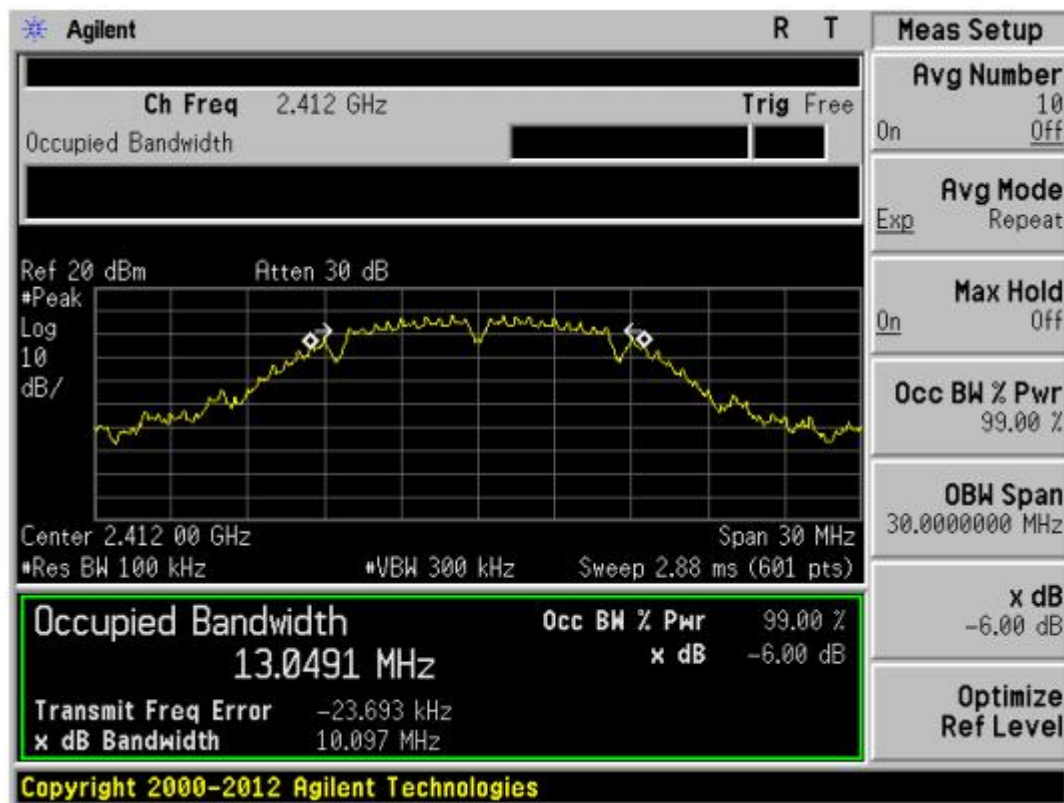 Agilent R T
Ch Freq 2.412 GHz Trig Free
Occupied Bandwidth
Ref 20 dBm Atten 30 dB
#Peak
Log
10
dB/
Center 2.412 00 GHz Span 30 MHz
#Res BW 100 kHz #VBW 300 kHz Sweep 2.88 ms (601 pts)
Occupied Bandwidth Occ BW % Pwr 99.00 %
13.0491 MHz x dB -6.00 dB
Transmit Freq Error -23.693 kHz
x dB Bandwidth 10.097 MHz
Copyright 2000-2012 Agilent Technologies
Meas Setup
Avg Number
10
On Off
Avg Mode
Exp Repeat
Max Hold
On Off
Occ BW % Pwr
99.00 %
OBW Span
30.0000000 MHz
x dB
-6.00 dB
Optimize
Ref Level